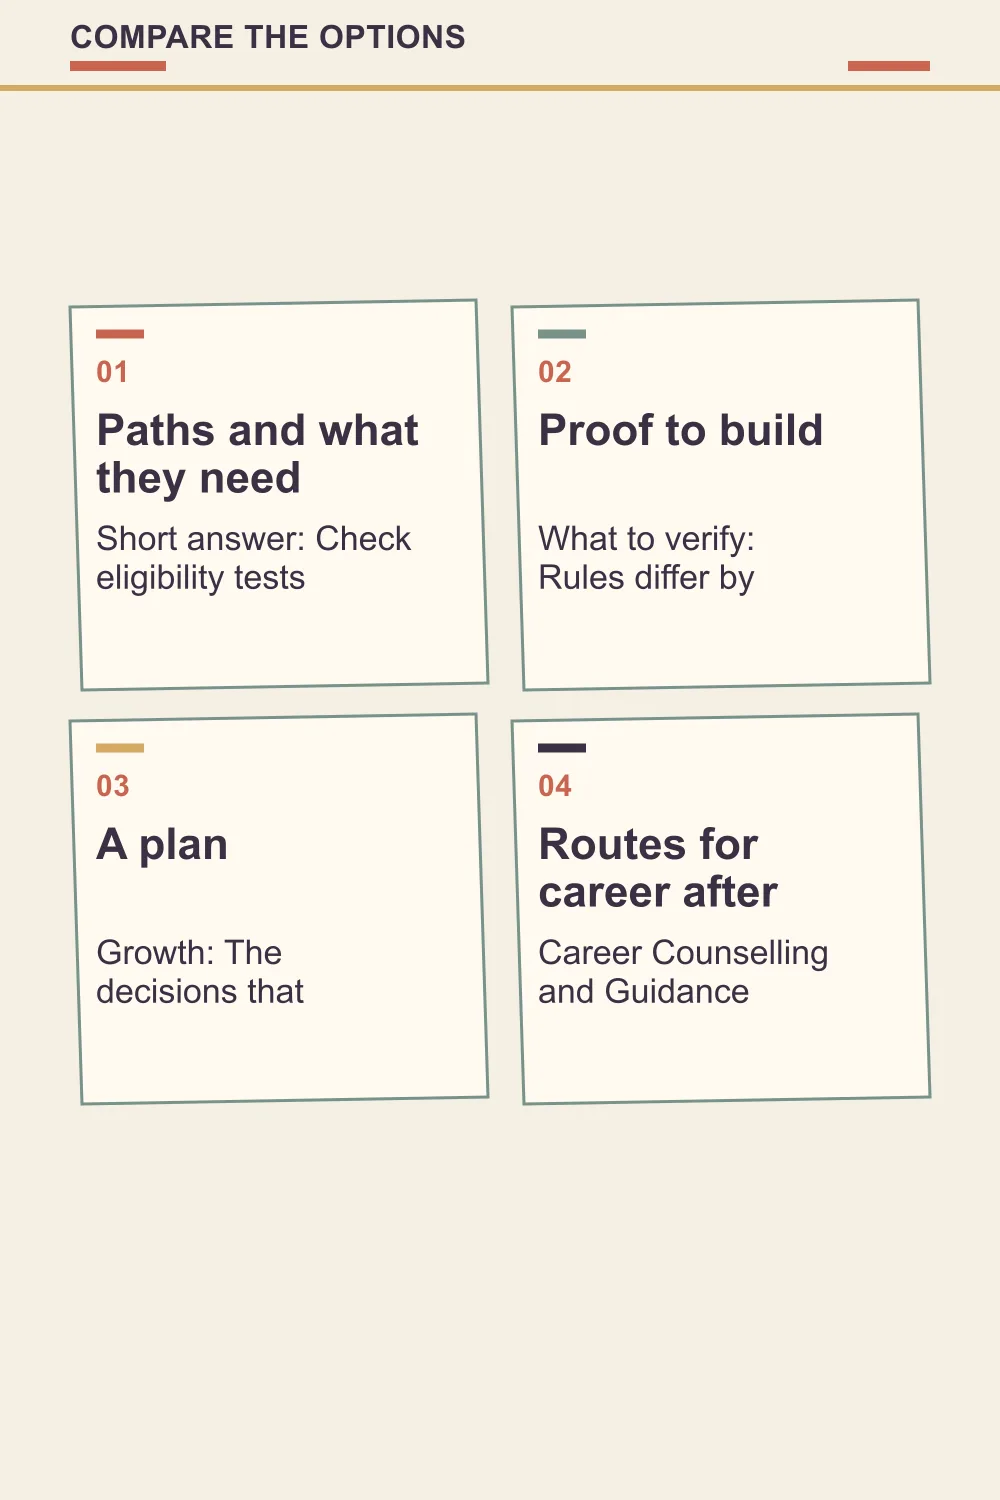 COMPARE THE OPTIONS
01
Paths and what
they need
Short answer: Check
eligibility tests
02
Proof to build
What to verify:
Rules differ by
03
A plan
Growth: The
decisions that
04
Routes for
career after
Career Counselling
and Guidance